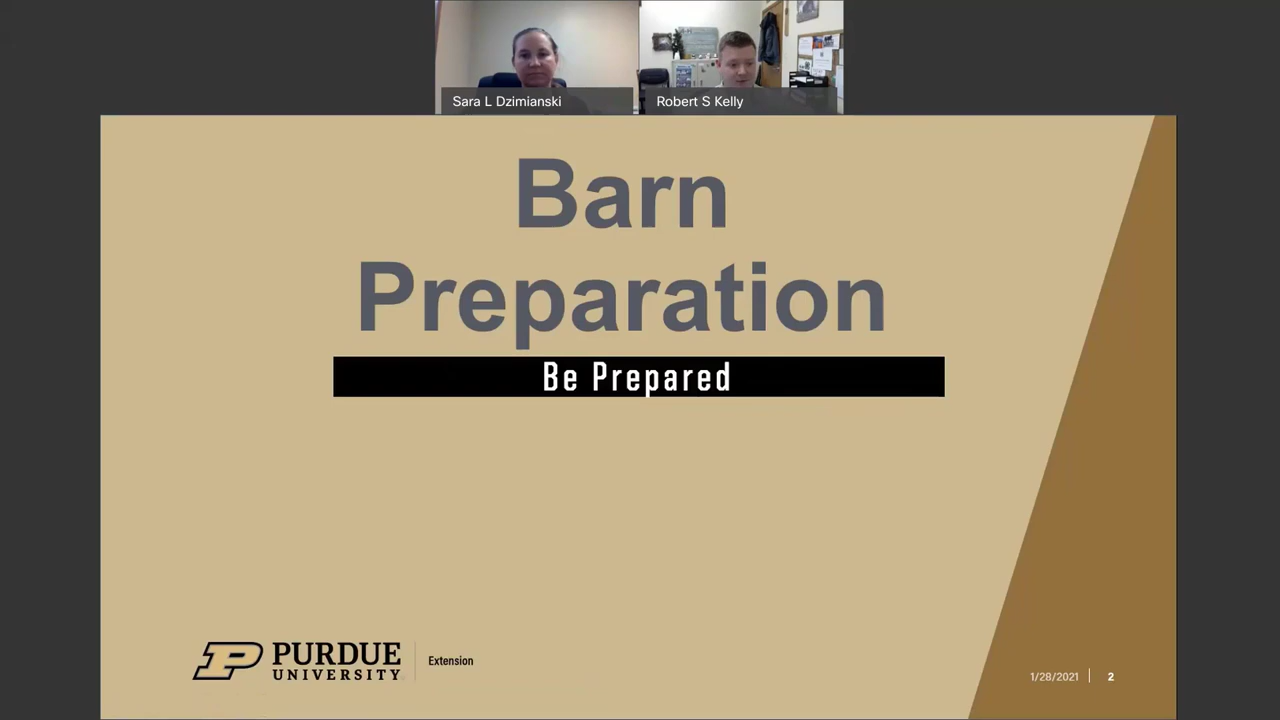 Sara L Dzimianski
Robert S Kelly
Barn
Preparation
Be Prepared
PURDUE
UNIVERSITY
Extension
1/28/2021
2